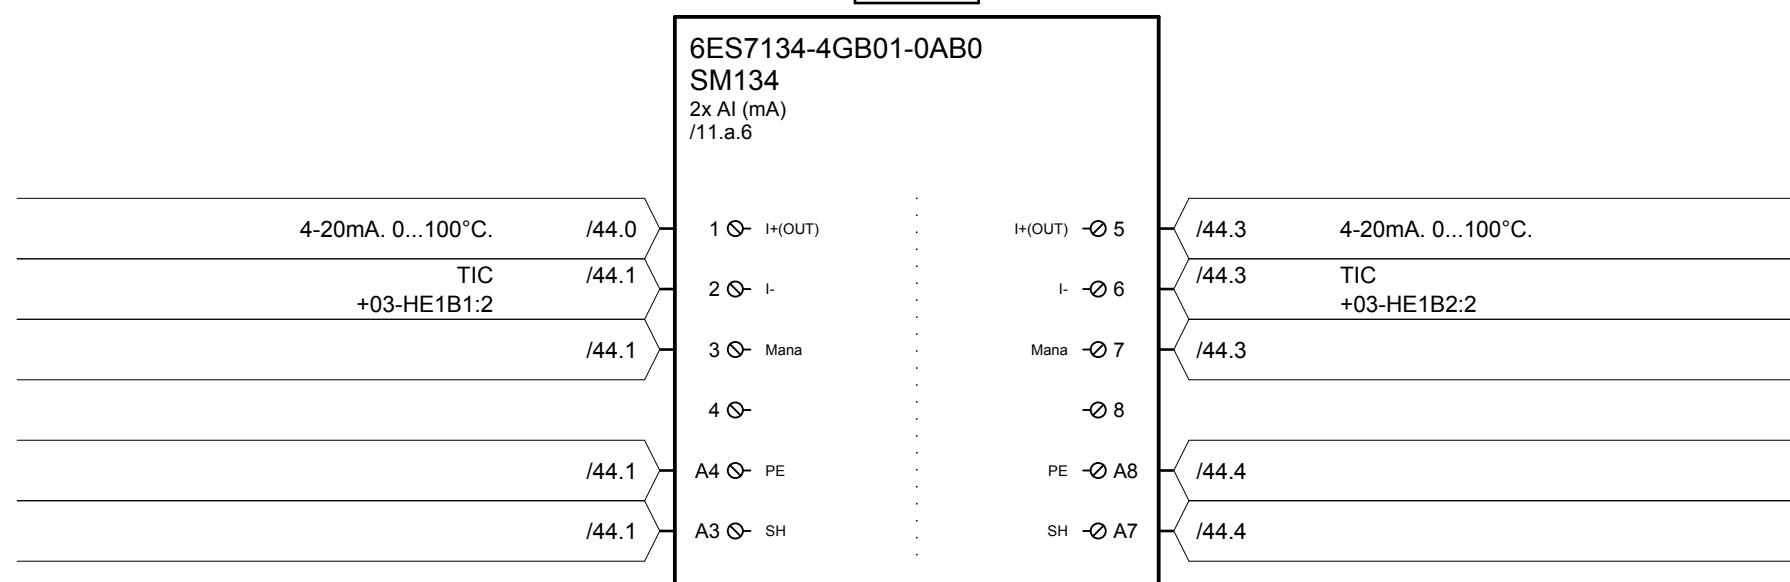 6ES7134-4GB01-0AB0
SM134
2x AI (mA)
/11.a.6
4-20mA. 0...100°C. /44.0 1 I+(OUT) I+(OUT) 5 /44.3 4-20mA. 0...100°C.
TIC /44.1 2 I- I- 6 /44.3 TIC
+03-HE1B1:2 +03-HE1B2:2
/44.1 3 Mana Mana 7 /44.3
4 8
/44.1 A4 PE PE A8 /44.4
/44.1 A3 SH SH A7 /44.4